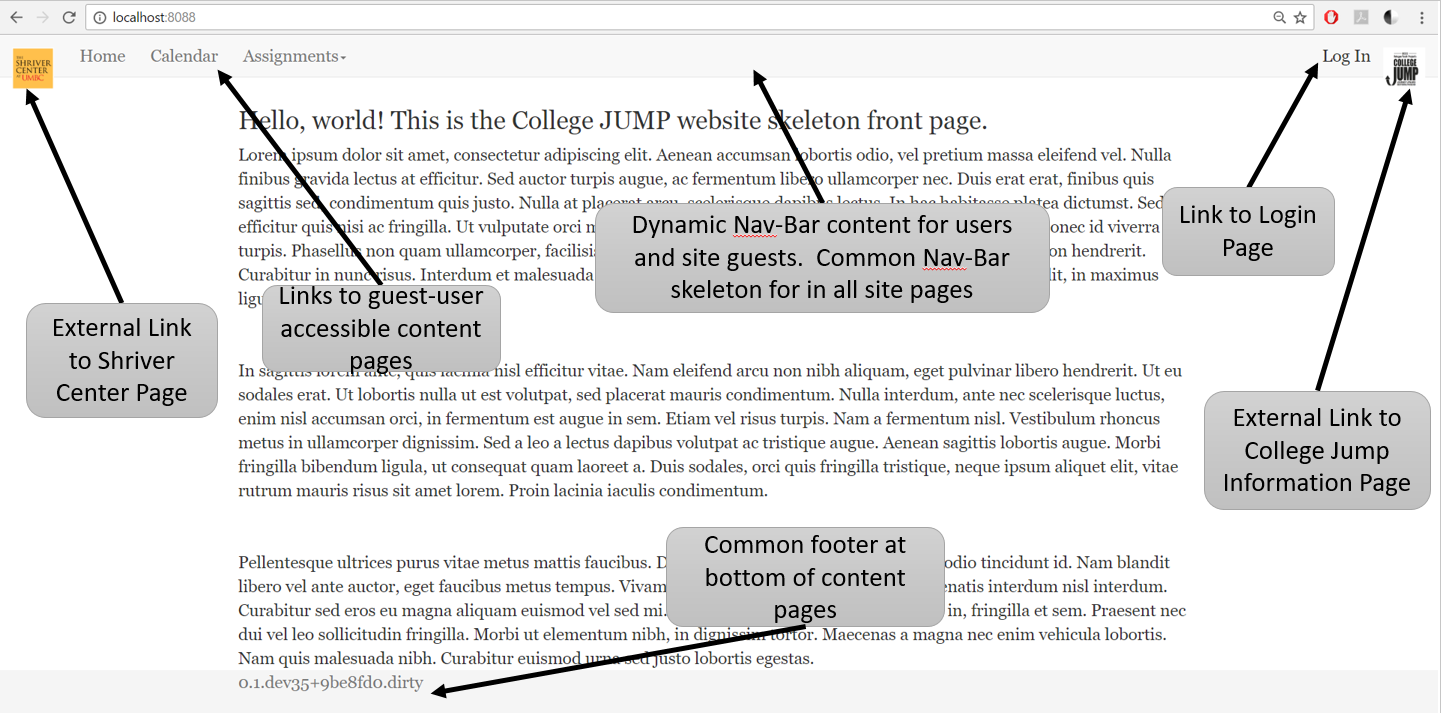 localhost:8088
THE
SHRIVER
CENTER
AT UMBC
Home Calendar Assignments
Log In
COLLEGE
JUMP
Hello, world! This is the College JUMP website skeleton front page.
Lorem ipsum dolor sit amet, consectetur adipiscing elit. Aenean accumsan lobortis odio, vel pretium massa eleifend vel. Nulla
finibus gravida lectus at efficitur. Sed auctor turpis augue, ac fermentum libero ullamcorper nec. Duis erat erat, finibus quis
sagittis sed, condimentum quis justo. Nulla at placerat arcu, scelerisque dapibus lectus. In hac habitasse platea dictumst. Sed
efficitur quis nisi ac fringilla. Ut vulputate orci onec id viverra
turpis. Phasellus non quam ullamcorper, facilisis on hendrerit.
Curabitur in nunc risus. Interdum et malesuada lit, in maximus
ligu
Links to guest-user
accessible content
pages
Dynamic Nav-Bar content for users
and site guests. Common Nav-Bar
skeleton for in all site pages
Link to Login
Page
External Link
to Shriver
Center Page
In sagittis lorem ante, quis lacinia nisl efficitur vitae. Nam eleifend arcu non nibh aliquam, eget pulvinar libero hendrerit. Ut eu
sodales erat. Ut lobortis nulla ut est volutpat, sed placerat mauris condimentum. Nulla interdum, ante nec scelerisque luctus,
enim nisl accumsan orci, in fermentum est augue in sem. Etiam vel risus turpis. Nam a fermentum nisl. Vestibulum rhoncus
metus in ullamcorper dignissim. Sed a leo a lectus dapibus volutpat ac tristique augue. Aenean sagittis lobortis augue. Morbi
fringilla bibendum ligula, ut consequat quam laoreet a. Duis sodales, orci quis fringilla tristique, neque ipsum aliquet elit, vitae
rutrum mauris risus sit amet lorem. Proin lacinia iaculis condimentum.
External Link to
College Jump
Information Page
Pellentesque ultrices purus vitae metus mattis faucibus. D odio tincidunt id. Nam blandit
libero vel ante auctor, eget faucibus metus tempus. Vivam enatis interdum nisl interdum.
Curabitur sed eros eu magna aliquam euismod vel sed mi. in, fringilla et sem. Praesent nec
dui vel leo sollicitudin fringilla. Morbi ut elementum nibh, in dignissim tortor. Maecenas a magna nec enim vehicula lobortis.
Nam quis malesuada nibh. Curabitur euismod urna sed justo lobortis egestas.
Common footer at
bottom of content
pages
0.1.dev35+9be8fd0.dirty